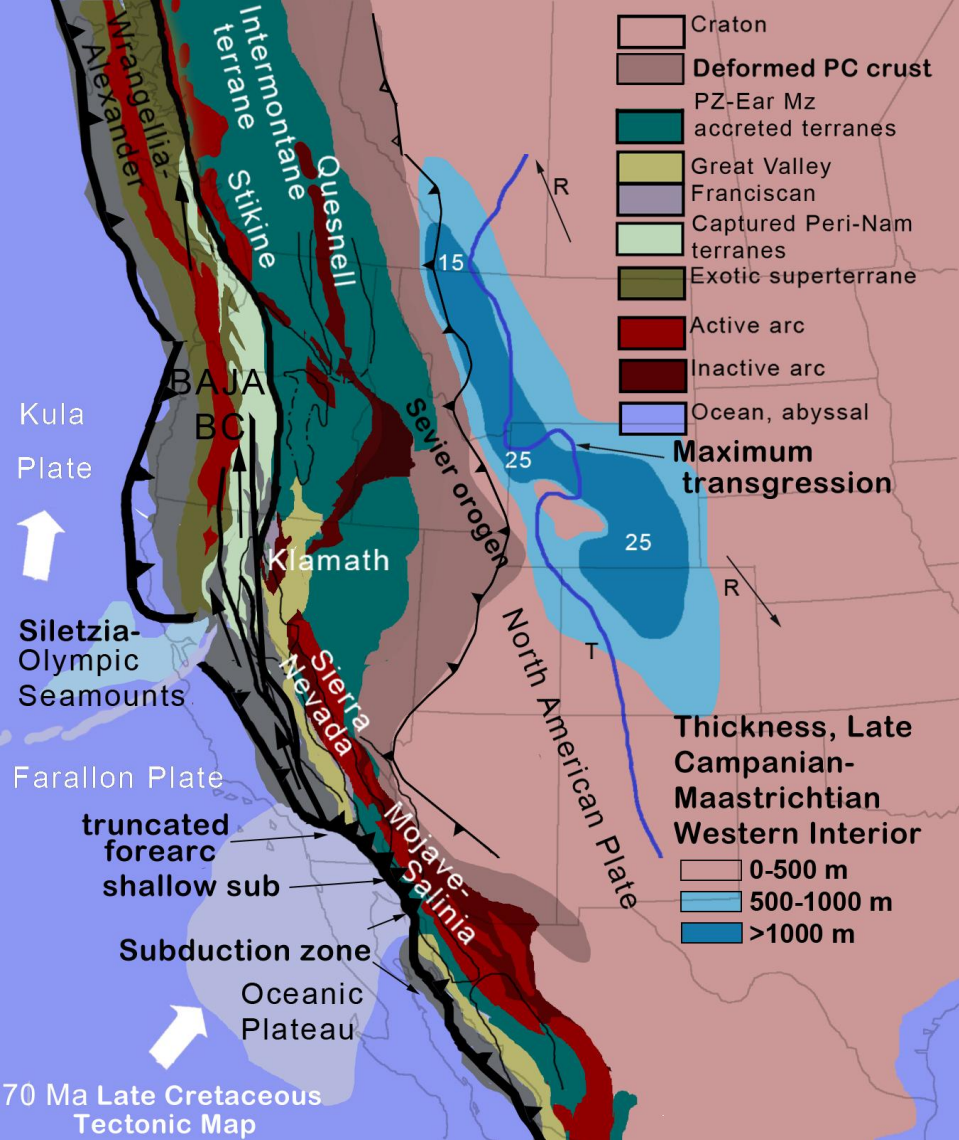 Wrangellia-
Alexander
Intermontane
terrane
Stikine
Quesnell
Craton
Deformed PC crust
PZ-Ear Mz
accreted terranes
Great Valley
Franciscan
Captured Peri-Nam
terranes
Exotic superterrane
Active arc
Inactive arc
Ocean, abyssal
R
15
BAJA
BC
Kula
Plate
Sevier orogen
25
Maximum
transgression
25
Klamath
R
T
Siletzia-
Olympic
Seamounts
Sierra
Nevada
North American Plate
Farallon Plate
Thickness, Late
Campanian-
Maastrichtian
Western Interior
0-500 m
500-1000 m
>1000 m
truncated
forearc
shallow sub
Mojave-
Salinia
Subduction zone
Oceanic
Plateau
70 Ma Late Cretaceous
Tectonic Map